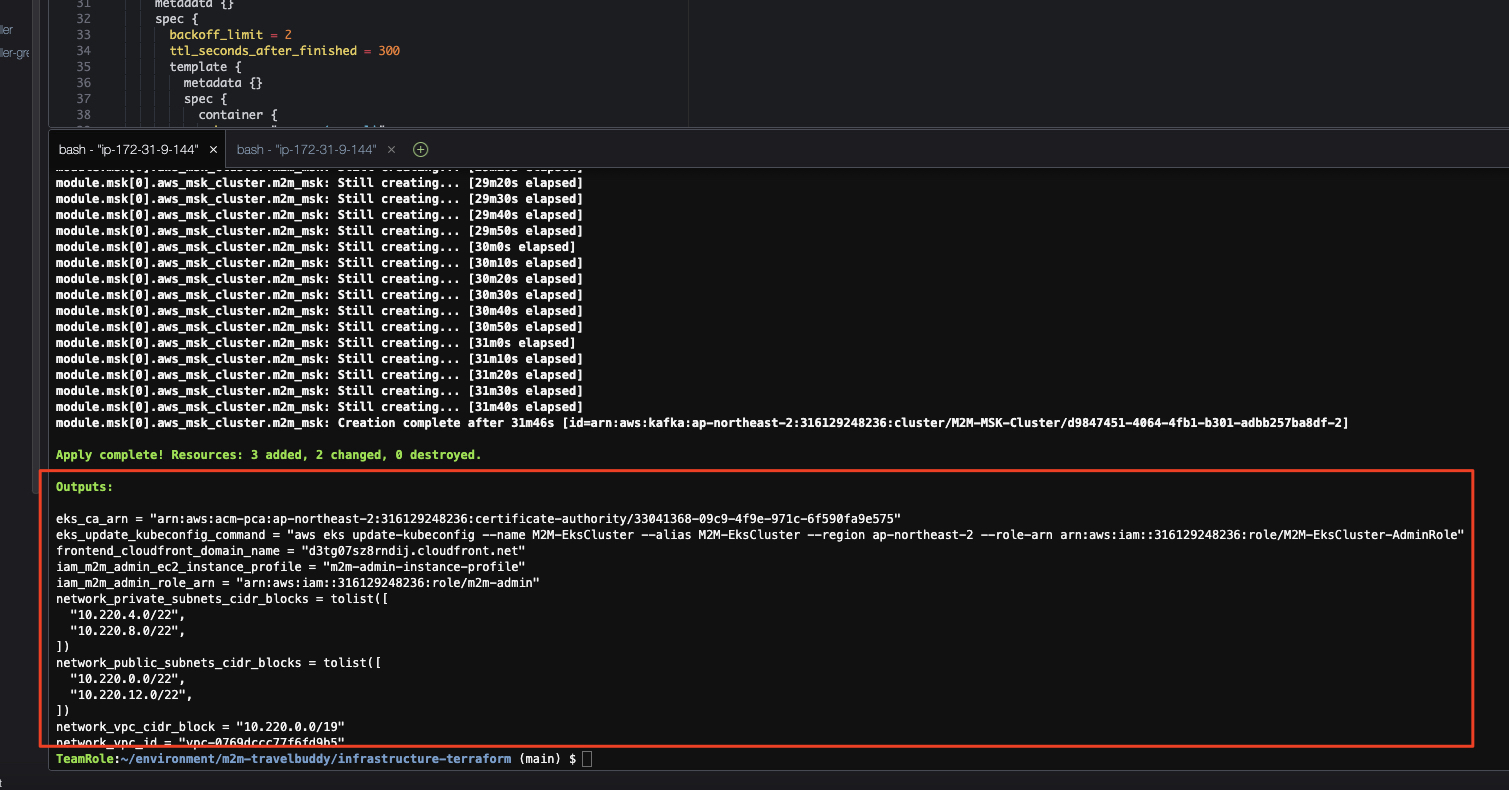 ler
ler-gre
31 metadata {}
32 spec {
33 backoff_limit = 2
34 ttl_seconds_after_finished = 300
35 template {
36 metadata {}
37 spec {
38 container {
bash - "ip-172-31-9-144" × bash - "ip-172-31-9-144" ×
module.msk[0].aws_msk_cluster.m2m_msk: Still creating... [29m20s elapsed]
module.msk[0].aws_msk_cluster.m2m_msk: Still creating... [29m30s elapsed]
module.msk[0].aws_msk_cluster.m2m_msk: Still creating... [29m40s elapsed]
module.msk[0].aws_msk_cluster.m2m_msk: Still creating... [29m50s elapsed]
module.msk[0].aws_msk_cluster.m2m_msk: Still creating... [30m0s elapsed]
module.msk[0].aws_msk_cluster.m2m_msk: Still creating... [30m10s elapsed]
module.msk[0].aws_msk_cluster.m2m_msk: Still creating... [30m20s elapsed]
module.msk[0].aws_msk_cluster.m2m_msk: Still creating... [30m30s elapsed]
module.msk[0].aws_msk_cluster.m2m_msk: Still creating... [30m40s elapsed]
module.msk[0].aws_msk_cluster.m2m_msk: Still creating... [30m50s elapsed]
module.msk[0].aws_msk_cluster.m2m_msk: Still creating... [31m0s elapsed]
module.msk[0].aws_msk_cluster.m2m_msk: Still creating... [31m10s elapsed]
module.msk[0].aws_msk_cluster.m2m_msk: Still creating... [31m20s elapsed]
module.msk[0].aws_msk_cluster.m2m_msk: Still creating... [31m30s elapsed]
module.msk[0].aws_msk_cluster.m2m_msk: Still creating... [31m40s elapsed]
module.msk[0].aws_msk_cluster.m2m_msk: Creation complete after 31m46s [id=arn:aws:kafka:ap-northeast-2:316129248236:cluster/M2M-MSK-Cluster/d9847451-4064-4fb1-b301-adbb257ba8df-2]
Apply complete! Resources: 3 added, 2 changed, 0 destroyed.
Outputs:
eks_ca_arn = "arn:aws:acm-pca:ap-northeast-2:316129248236:certificate-authority/33041368-09c9-4f9e-971c-6f590fa9e575"
eks_update_kubeconfig_command = "aws eks update-kubeconfig --name M2M-EksCluster --alias M2M-EksCluster --region ap-northeast-2 --role-arn arn:aws:iam::316129248236:role/M2M-EksCluster-AdminRole"
frontend_cloudfront_domain_name = "d3tg07sz8rndij.cloudfront.net"
iam_m2m_admin_ec2_instance_profile = "m2m-admin-instance-profile"
iam_m2m_admin_role_arn = "arn:aws:iam::316129248236:role/m2m-admin"
network_private_subnets_cidr_blocks = tolist([
"10.220.4.0/22",
"10.220.8.0/22",
])
network_public_subnets_cidr_blocks = tolist([
"10.220.0.0/22",
"10.220.12.0/22",
])
network_vpc_cidr_block = "10.220.0.0/19"
network_vpc_id = "vpc-0769dccc77f6fd9b5"
TeamRole:~/environment/m2m-travelbuddy/infrastructure-terraform (main) $